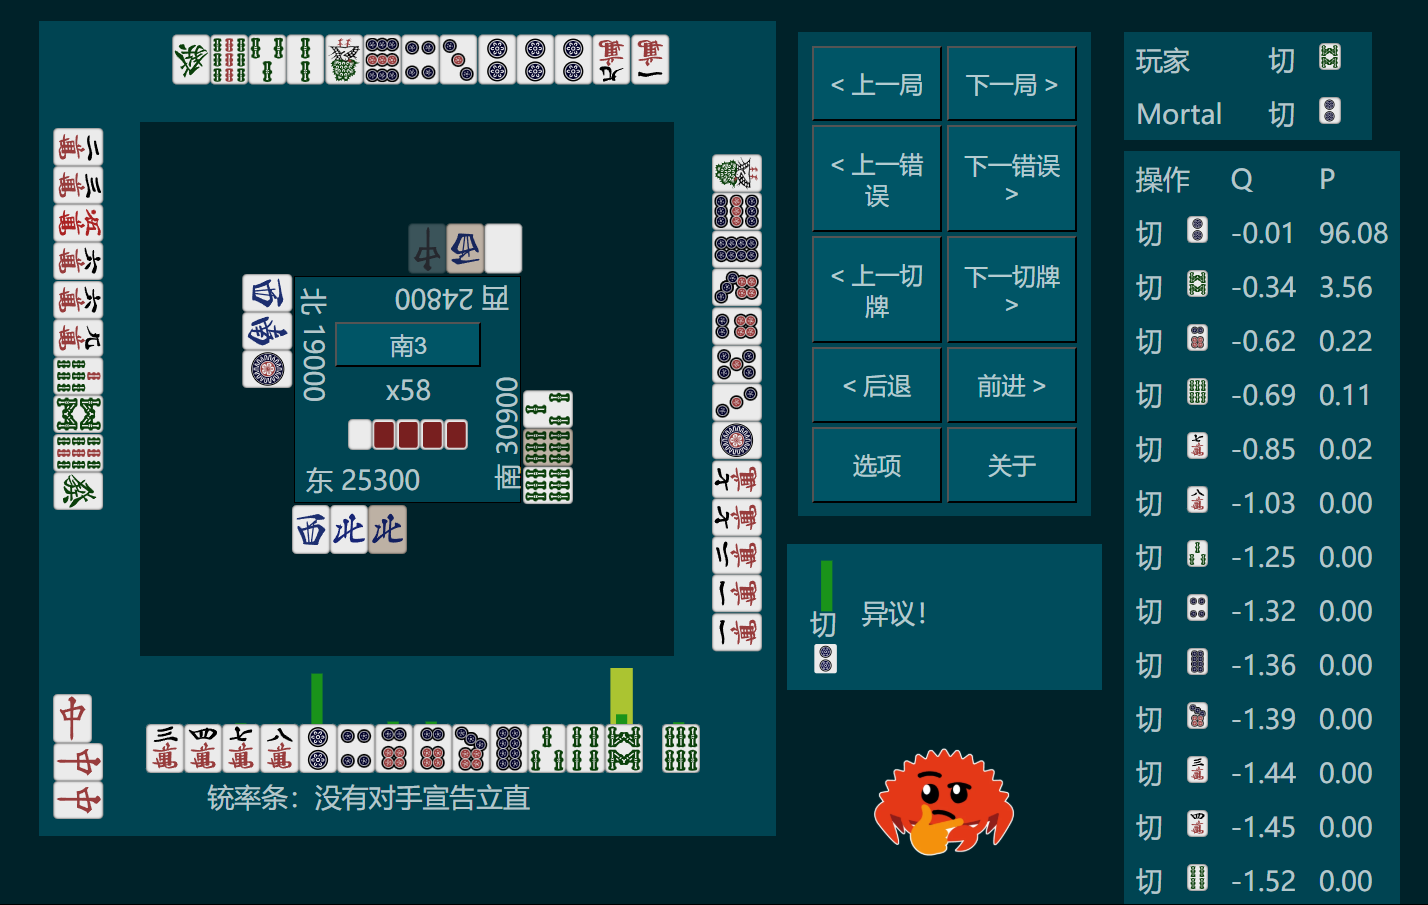 < 上一局
下一局 >
< 上一错误
下一错误 >
< 上一切牌
下一切牌 >
< 后退
前进 >
选项
关于
玩家 切
Mortal 切
操作 Q P
切 -0.01 96.08
切 -0.34 3.56
切 -0.62 0.22
切 -0.69 0.11
切 -0.85 0.02
切 -1.03 0.00
切 -1.25 0.00
切 -1.32 0.00
切 -1.36 0.00
切 -1.39 0.00
切 -1.44 0.00
切 -1.45 0.00
切 -1.52 0.00
西 24800
北 19000
南3
x58
南 30900
东 25300
切
异议！
铳率条：没有对手宣告立直